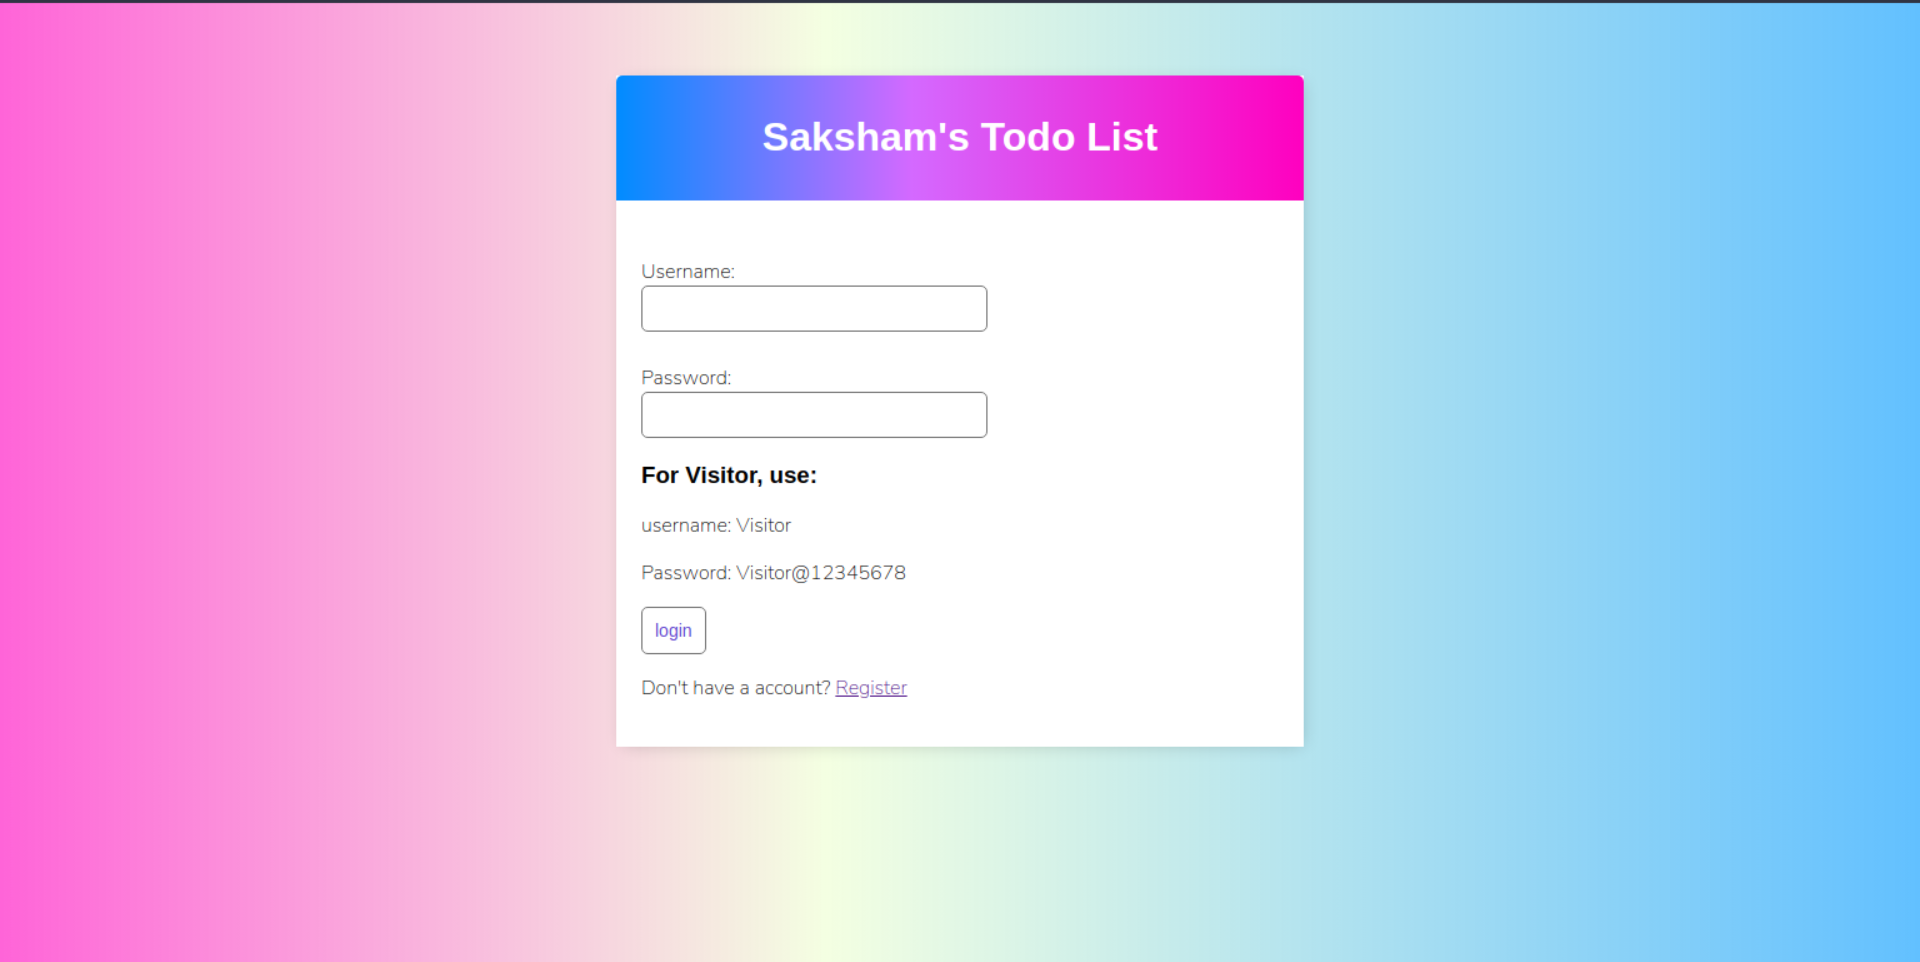 Saksham's Todo List
Username:
Password:
For Visitor, use:
username: Visitor
Password: Visitor@12345678
login
Don't have a account? Register